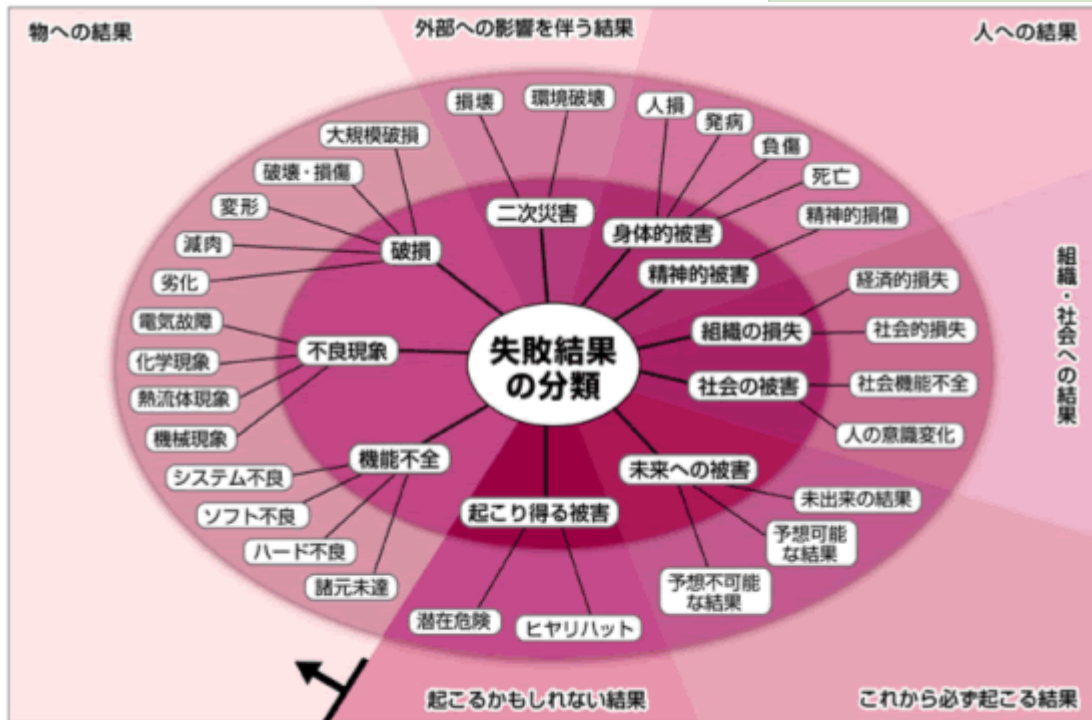 物への結果
外部への影響を伴う結果
人への結果
組織・社会への結果
これから必ず起こる結果
起こるかもしれない結果
失敗結果
の分類
破損
大規模破損
破壊・損傷
変形
減肉
劣化
不良現象
電気故障
化学現象
熱流体現象
機械現象
機能不全
システム不良
ソフト不良
ハード不良
諸元未達
二次災害
損壊
環境破壊
身体的被害
人損
発病
負傷
死亡
精神的被害
精神的損傷
組織の損失
経済的損失
社会的損失
社会の被害
社会機能不全
人の意識変化
未来への被害
未出来の結果
予想可能
な結果
予想不可能
な結果
起こり得る被害
潜在危険
ヒヤリハット